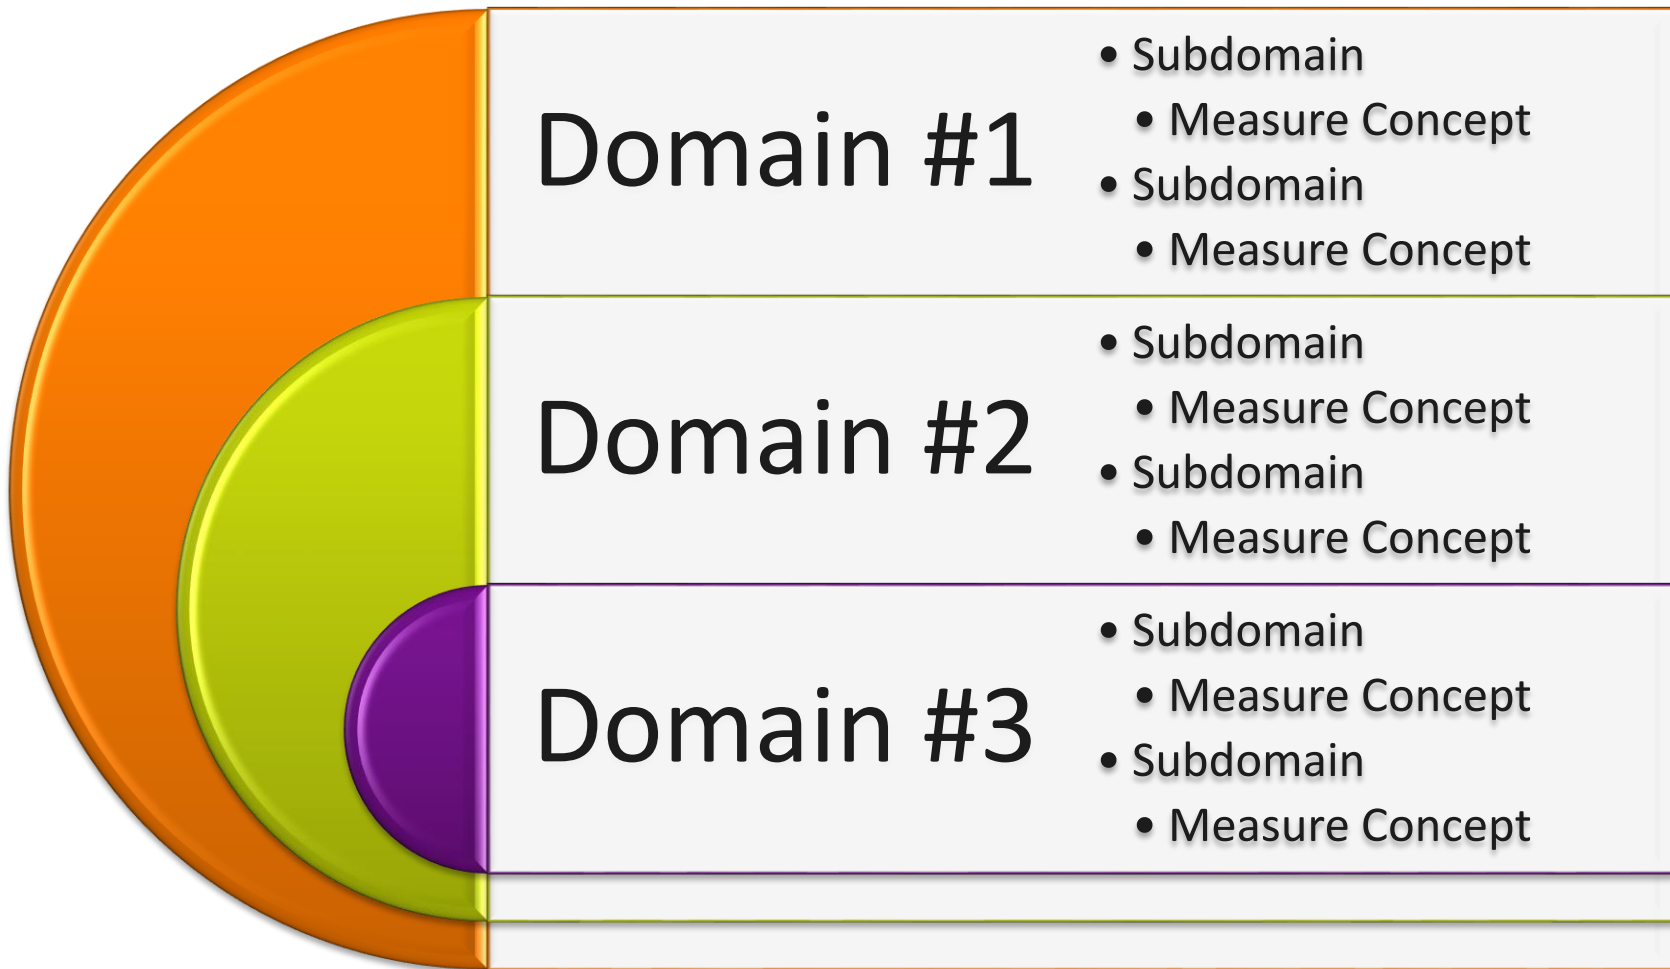 Domain #1
• Subdomain
• Measure Concept
• Subdomain
• Measure Concept
Domain #2
• Subdomain
• Measure Concept
• Subdomain
• Measure Concept
Domain #3
• Subdomain
• Measure Concept
• Subdomain
• Measure Concept